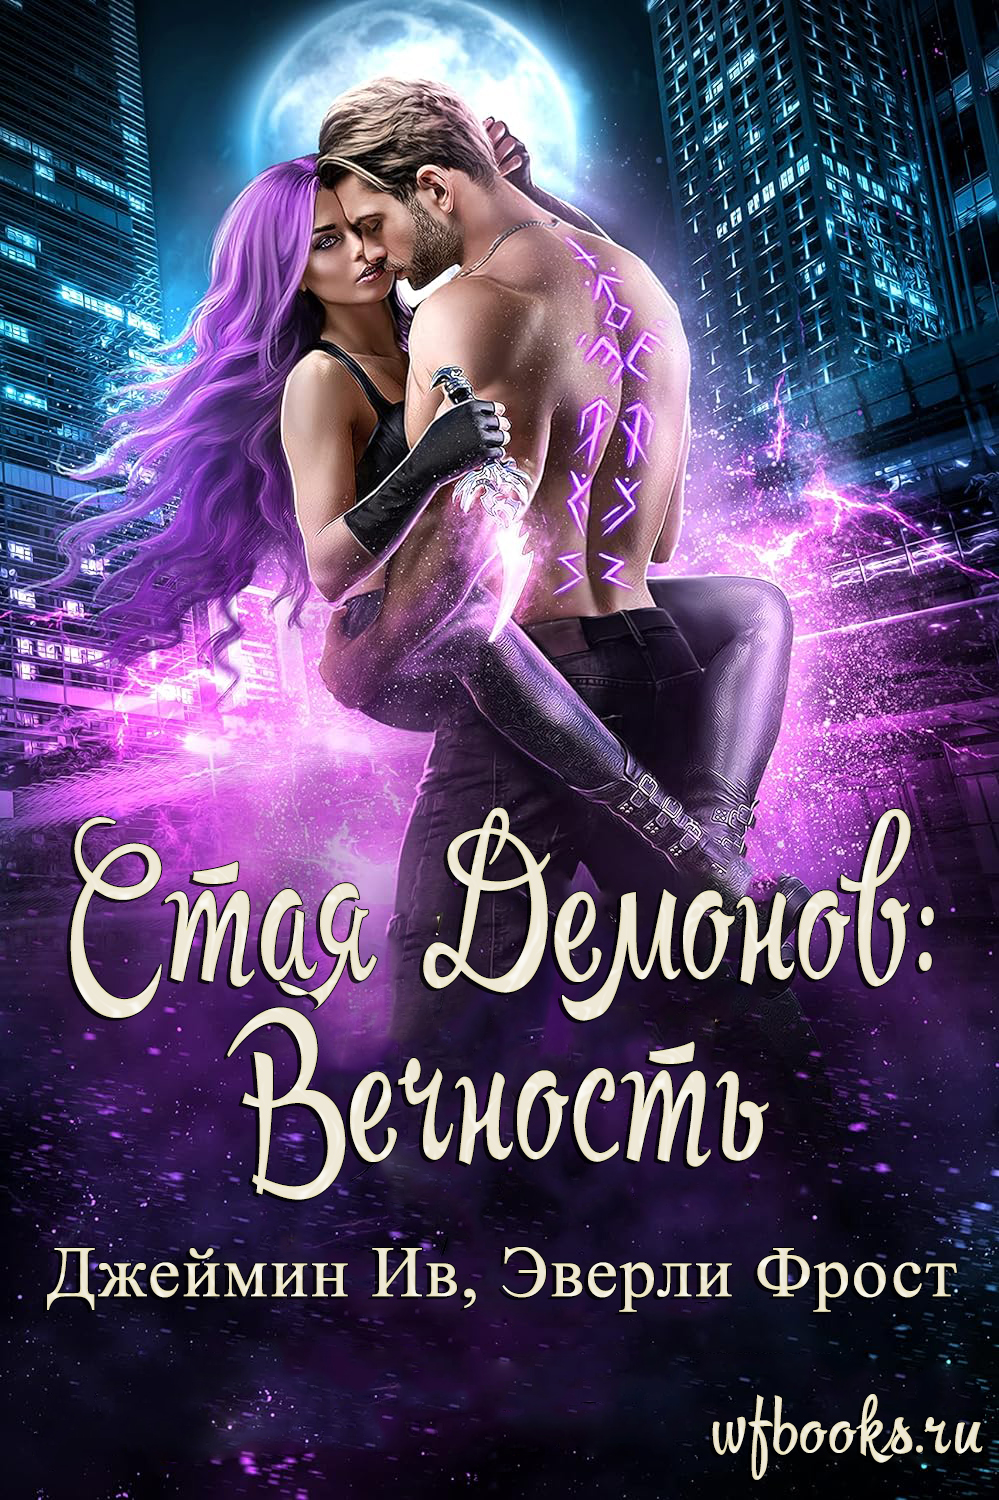 Стая Демонов:
Вечность
Джеймин Ив, Эверли Фрост
wfbooks.ru